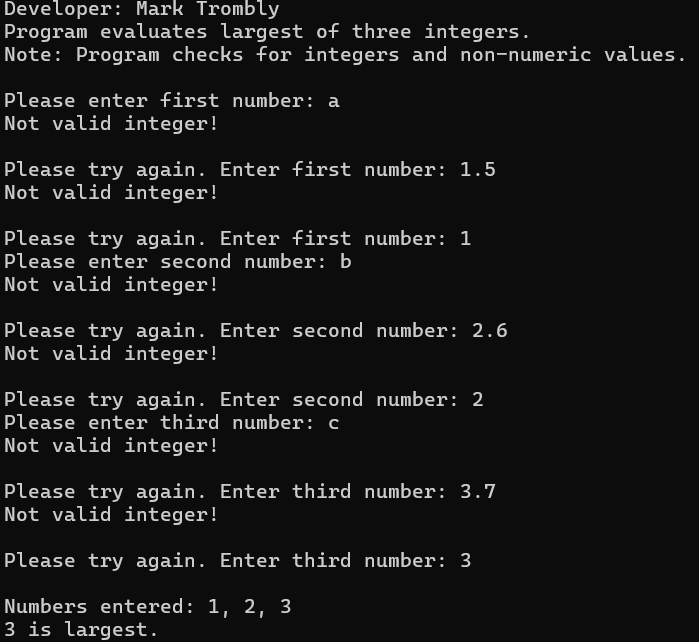 Developer: Mark Trombly
Program evaluates largest of three integers.
Note: Program checks for integers and non-numeric values.
Please enter first number: a
Not valid integer!
Please try again. Enter first number: 1.5
Not valid integer!
Please try again. Enter first number: 1
Please enter second number: b
Not valid integer!
Please try again. Enter second number: 2.6
Not valid integer!
Please try again. Enter second number: 2
Please enter third number: c
Not valid integer!
Please try again. Enter third number: 3.7
Not valid integer!
Please try again. Enter third number: 3
Numbers entered: 1, 2, 3
3 is largest.